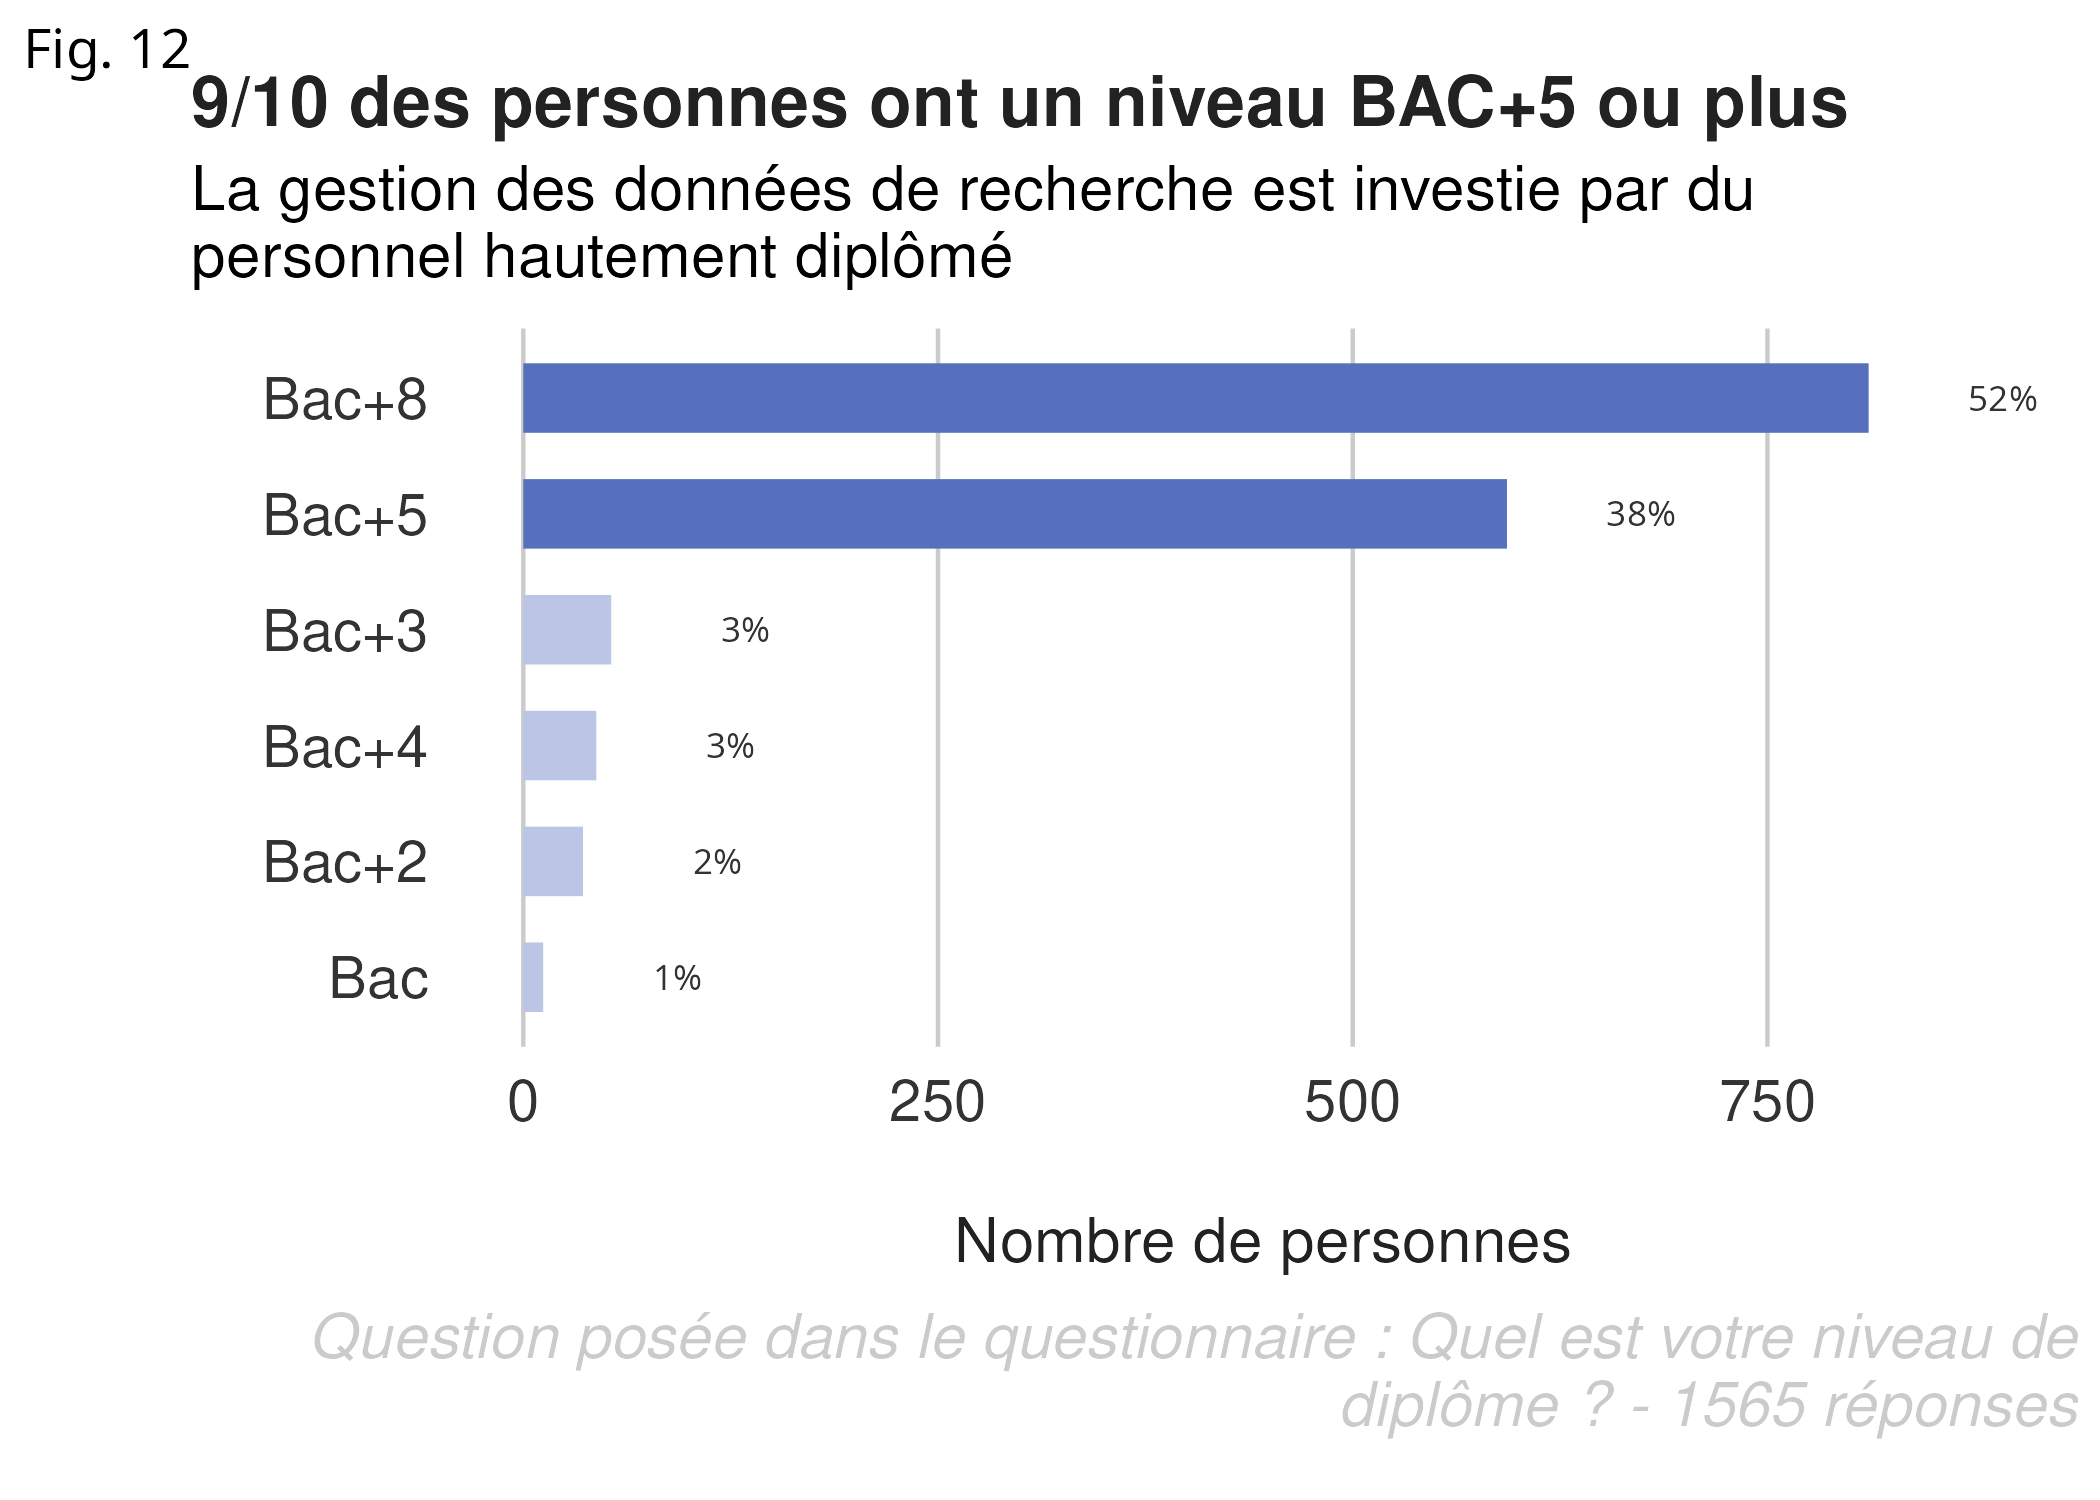 Fig. 12
9/10 des personnes ont un niveau BAC+5 ou plus
La gestion des données de recherche est investie par du
personnel hautement diplômé
Bac+8 52%
Bac+5 38%
Bac+3 3%
Bac+4 3%
Bac+2 2%
Bac 1%
0 250 500 750
Nombre de personnes
Question posée dans le questionnaire : Quel est votre niveau de
diplôme ? - 1565 réponses